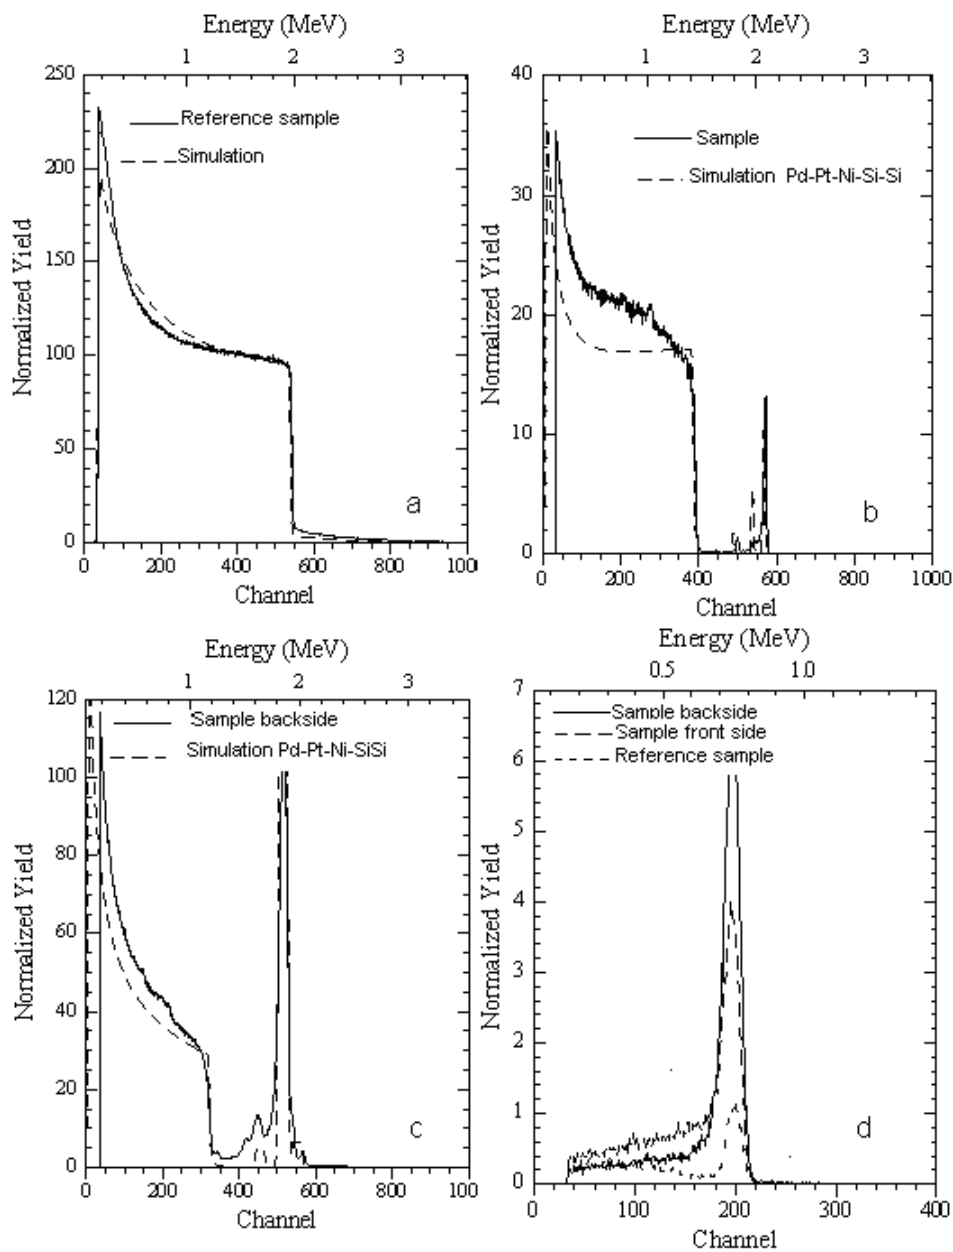 Energy (MeV)
1 2 3
250
200
150
100
50
0
Normalized Yield
Reference sample
Simulation
a
0 200 400 600 800 100
Channel
Energy (MeV)
0 1 2 3
40
30
20
10
0
Normalized Yield
Sample
Simulation Pd-Pt-Ni-Si-Si
b
0 200 400 600 800 1000
Channel
Energy (MeV)
0 1 2 3
120
100
80
60
40
20
0
Normalized Yield
Sample backside
Simulation Pd-Pt-Ni-SiSi
c
0 200 400 600 800 100
Channel
Energy (MeV)
0.5 1.0
7
6
5
4
3
2
1
0
Normalized Yield
Sample backside
Sample front side
Reference sample
d
0 100 200 300 400
Channel